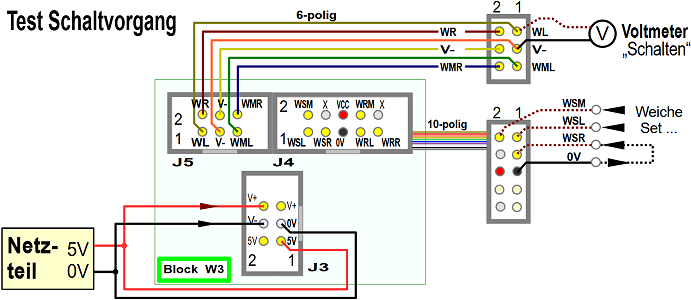 Test Schaltvorgang
6-polig
2 1
WR WL Voltmeter
V- V- „Schalten"
WMR WML
WR V- WMR
2
1
WL V- WML
J5
WSM X VCC WRM X
2
1
WSL WSR 0V WRL WRR
J4
10-polig
2 1
WSM Weiche
WSL Set ...
WSR
0V
V+ V+
V- 0V
5V 5V
2 1
J3
Netz-
teil
5V
0V
Block W3
V